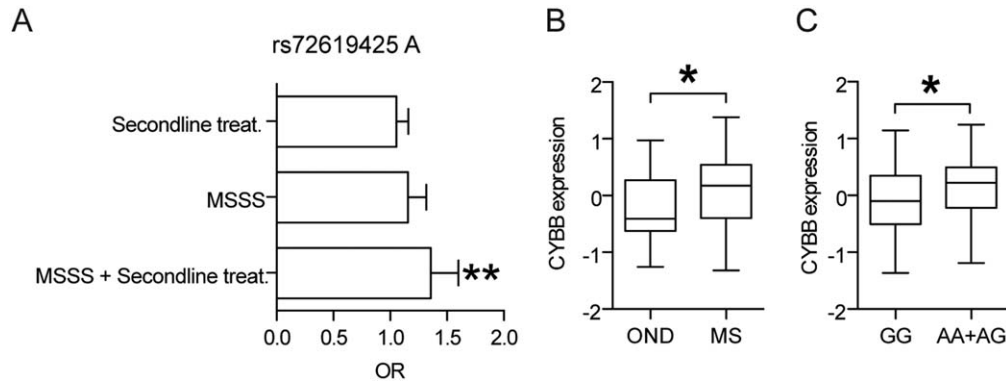 A
rs72619425 A
Secondline treat.
MSSS
MSSS + Secondline treat.
**
0.0 0.5 1.0 1.5 2.0
OR
B
*
CYBB expression
2
1
0
-1
-2
OND MS
C
*
CYBB expression
2
1
0
-1
-2
GG AA+AG